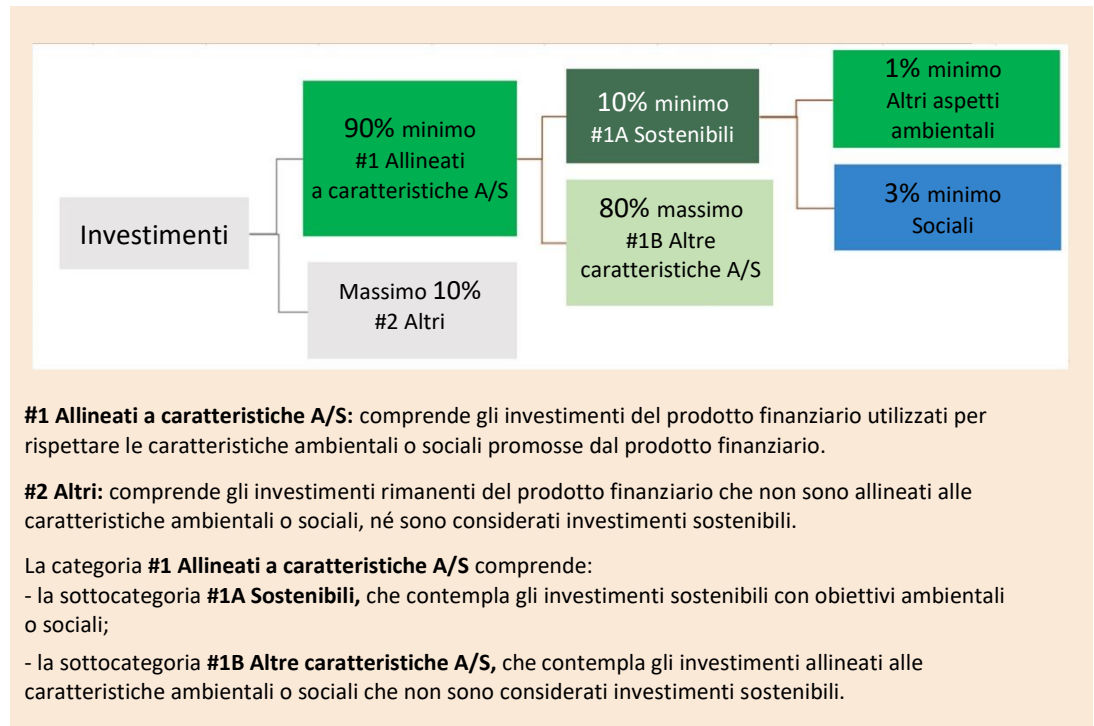 Investimenti
90% minimo
#1 Allineati
a caratteristiche A/S
Massimo 10%
#2 Altri
10% minimo
#1A Sostenibili
80% massimo
#1B Altre
caratteristiche A/S
1% minimo
Altri aspetti
ambientali
3% minimo
Sociali
#1 Allineati a caratteristiche A/S: comprende gli investimenti del prodotto finanziario utilizzati per
rispettare le caratteristiche ambientali o sociali promosse dal prodotto finanziario.
#2 Altri: comprende gli investimenti rimanenti del prodotto finanziario che non sono allineati alle
caratteristiche ambientali o sociali, né sono considerati investimenti sostenibili.
La categoria #1 Allineati a caratteristiche A/S comprende:
- la sottocategoria #1A Sostenibili, che contempla gli investimenti sostenibili con obiettivi ambientali
o sociali;
- la sottocategoria #1B Altre caratteristiche A/S, che contempla gli investimenti allineati alle
caratteristiche ambientali o sociali che non sono considerati investimenti sostenibili.